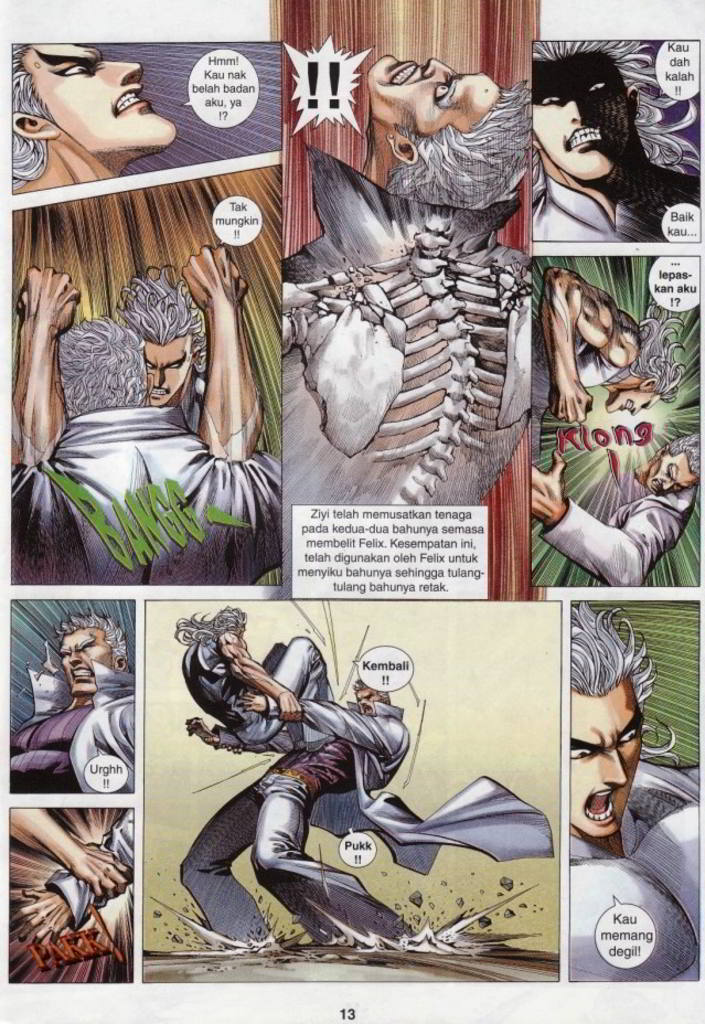 Hmm!
Kau nak
belah badan
aku, ya
!?
Tak
mungkin
!!
BANGG
!!
Ziyi telah memusatkan tenaga
pada kedua-dua bahunya semasa
membelit Felix. Kesempatan ini,
telah digunakan oleh Felix untuk
menyiku bahunya sehingga tulang-
tulang bahunya retak.
Kau
dah
kalah
!!
Baik
kau...
...
lepas-
kan aku
!?
Klong
!
Urghh
!!
PAKK!
Kembali
!!
Pukk
!!
Kau
memang
degil!
13